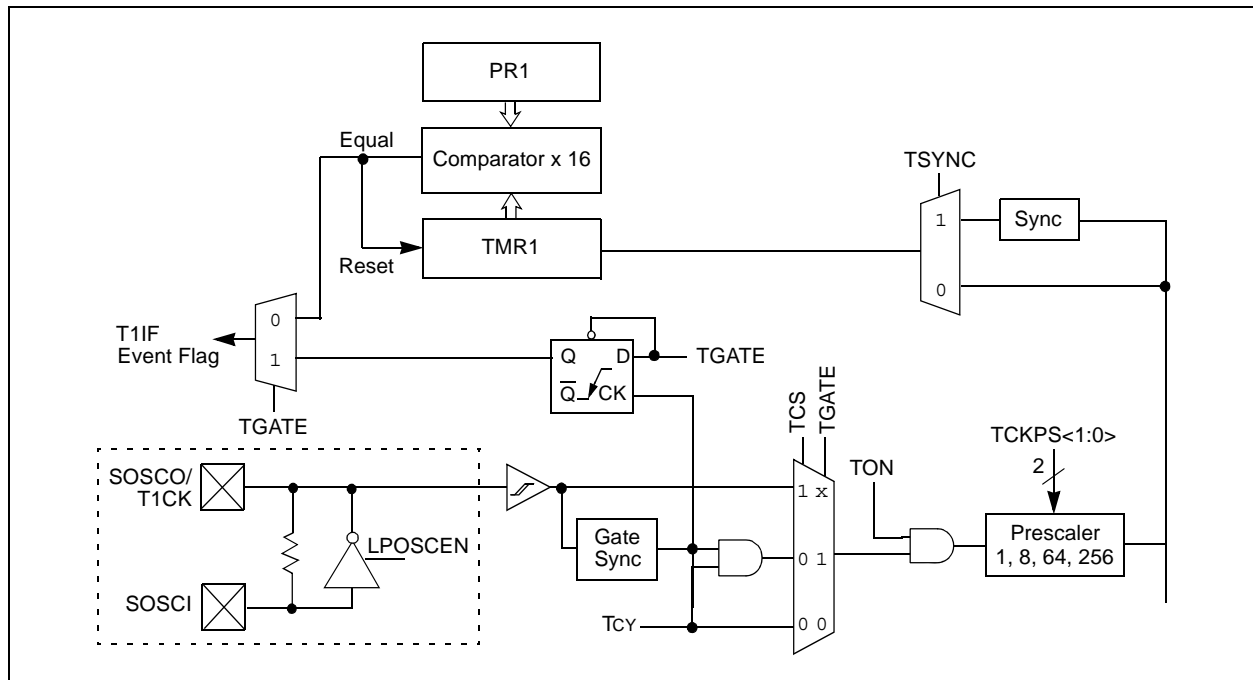 PR1
Equal
Comparator x 16
TSYNC
1
Sync
Reset
TMR1
0
T1IF
Event Flag
0
1
Q
D
TGATE
Q̅
CK
TGATE
TCS
TGATE
TCKPS<1:0>
2
SOSCO/
T1CK
TON
1 x
LPOSCEN
Gate
Sync
0 1
Prescaler
1, 8, 64, 256
SOSCI
TCY
0 0